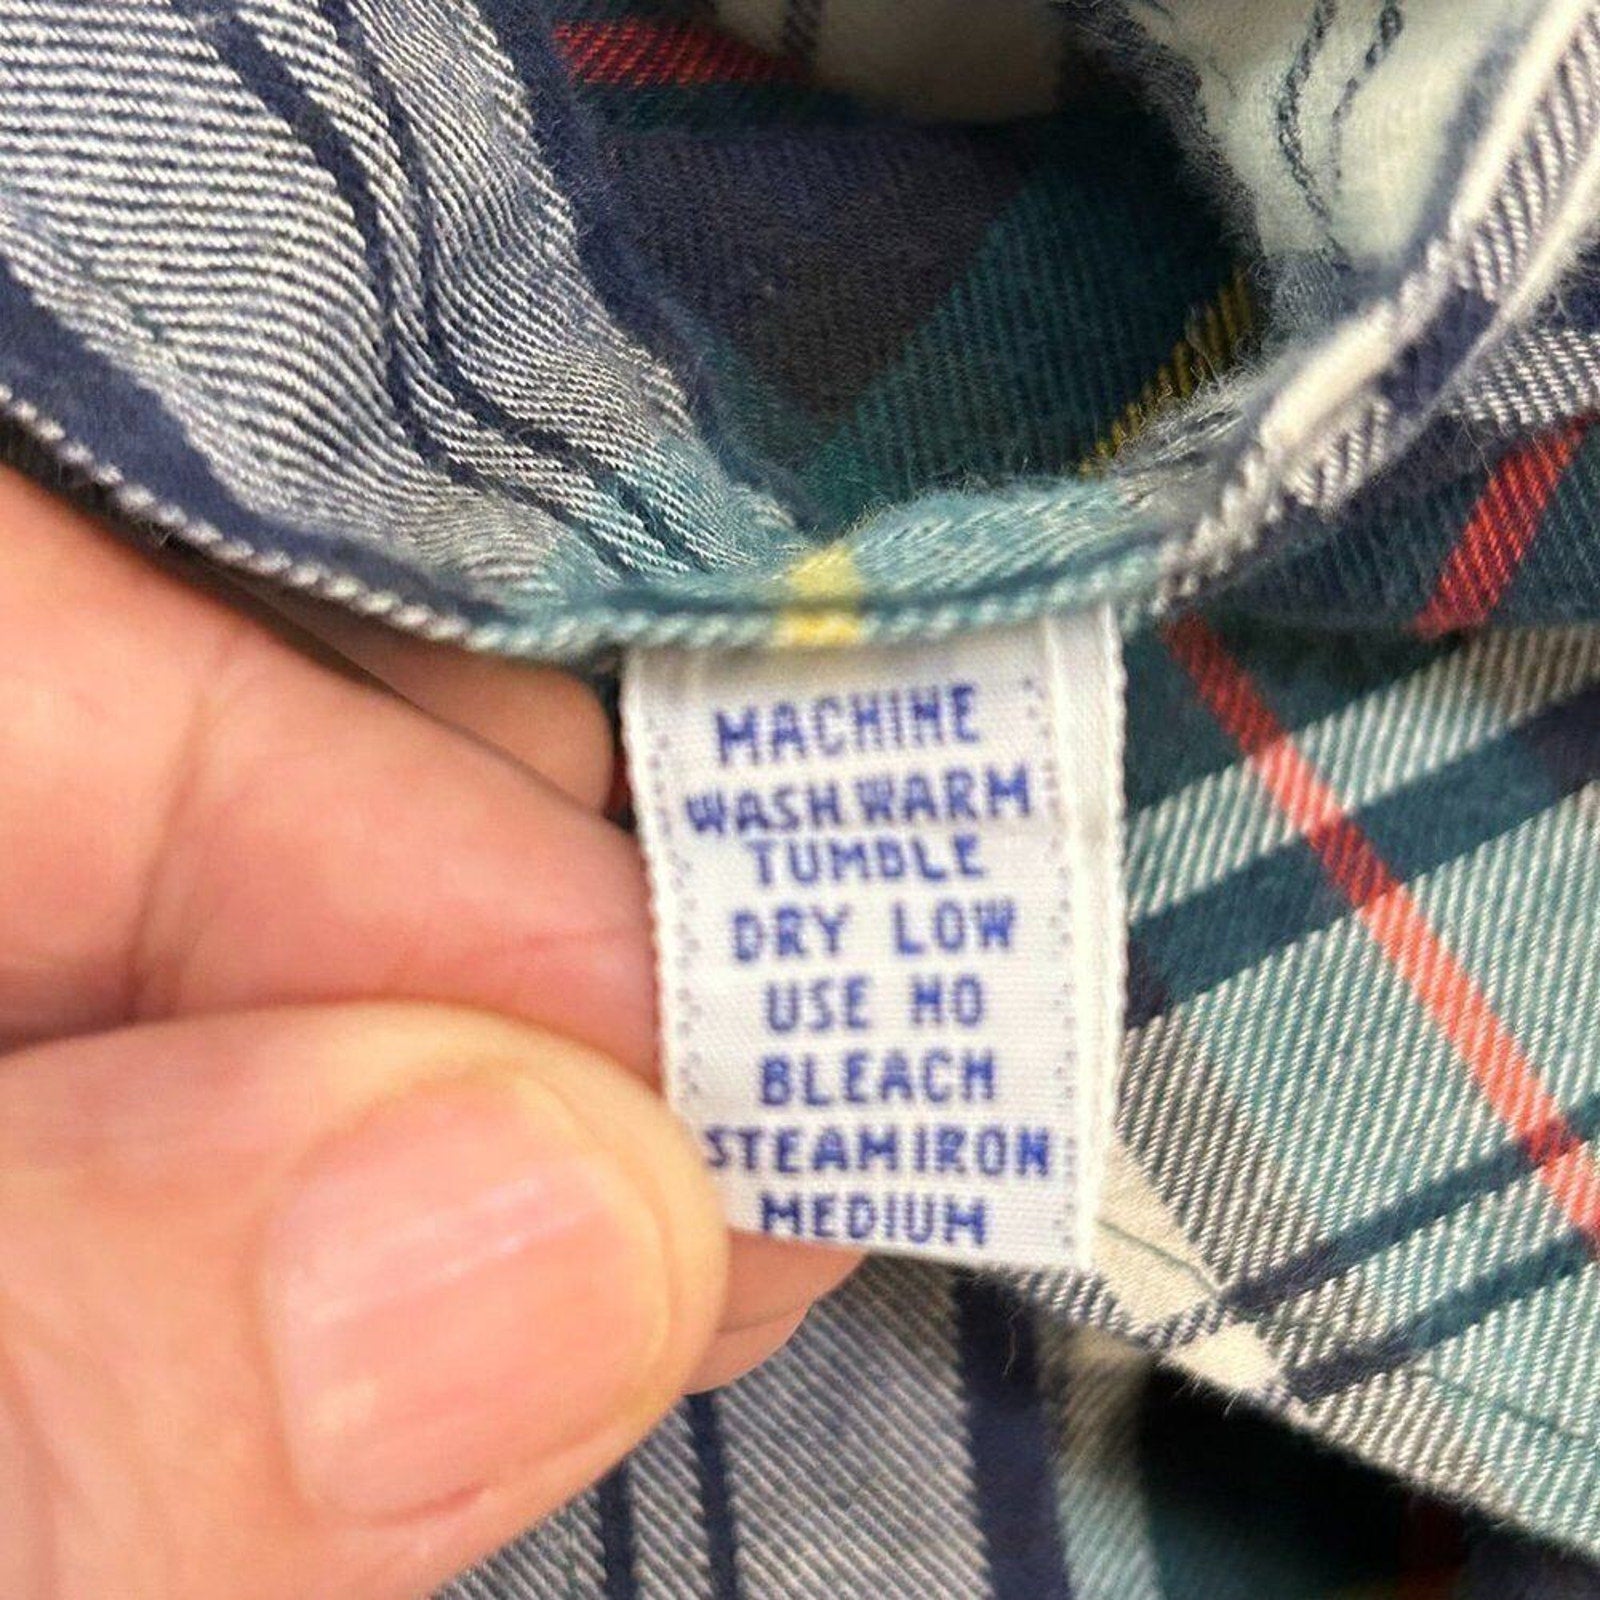 MACHINE
WASH WARM
TUMBLE
DRY LOW
USE NO
BLEACH
STEAM IRON
MEDIUM